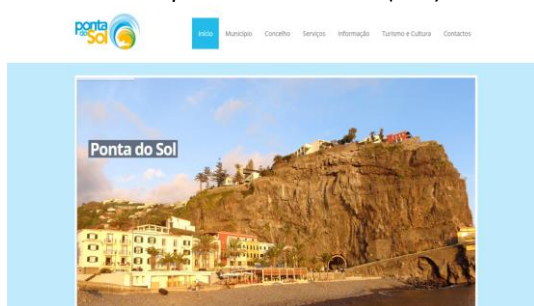 ponta
do Sol
Início Município Concelho Serviços Informação Turismo e Cultura Contactos
Ponta do Sol